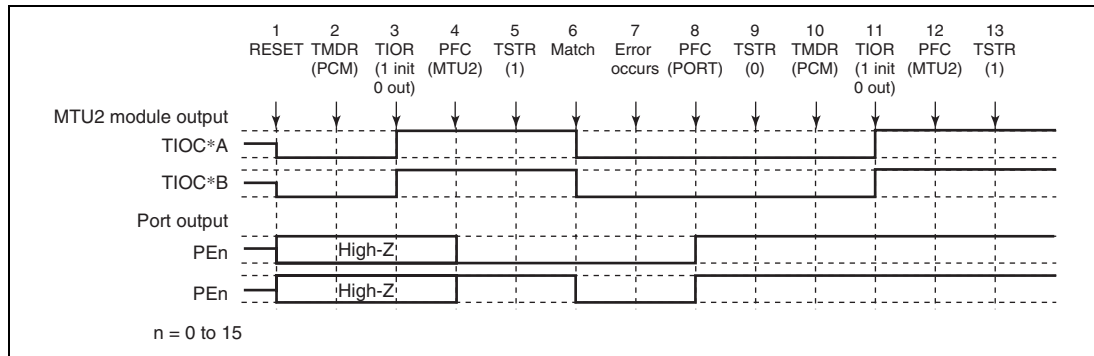 1 2 3 4 5 6 7 8 9 10 11 12 13
RESET TMDR TIOR PFC TSTR Match Error PFC TSTR TMDR TIOR PFC TSTR
(PCM) (1 init (MTU2) (1) occurs (PORT) (0) (PCM) (1 init (MTU2) (1)
0 out) 0 out)
MTU2 module output
TIOC*A
TIOC*B
Port output
PEn High-Z
PEn High-Z
n = 0 to 15